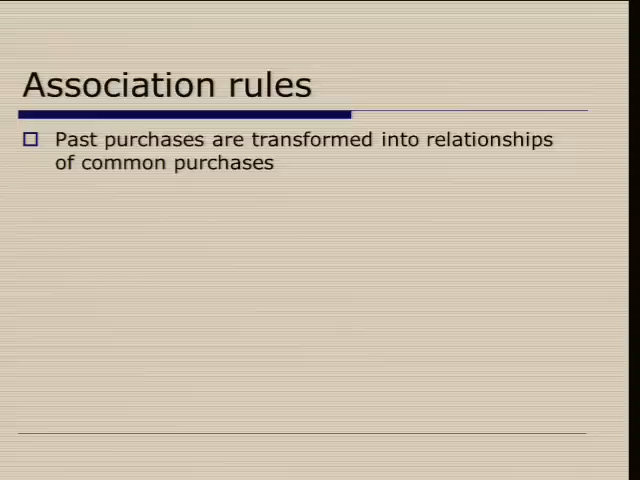 Association rules
Past purchases are transformed into relationships
of common purchases